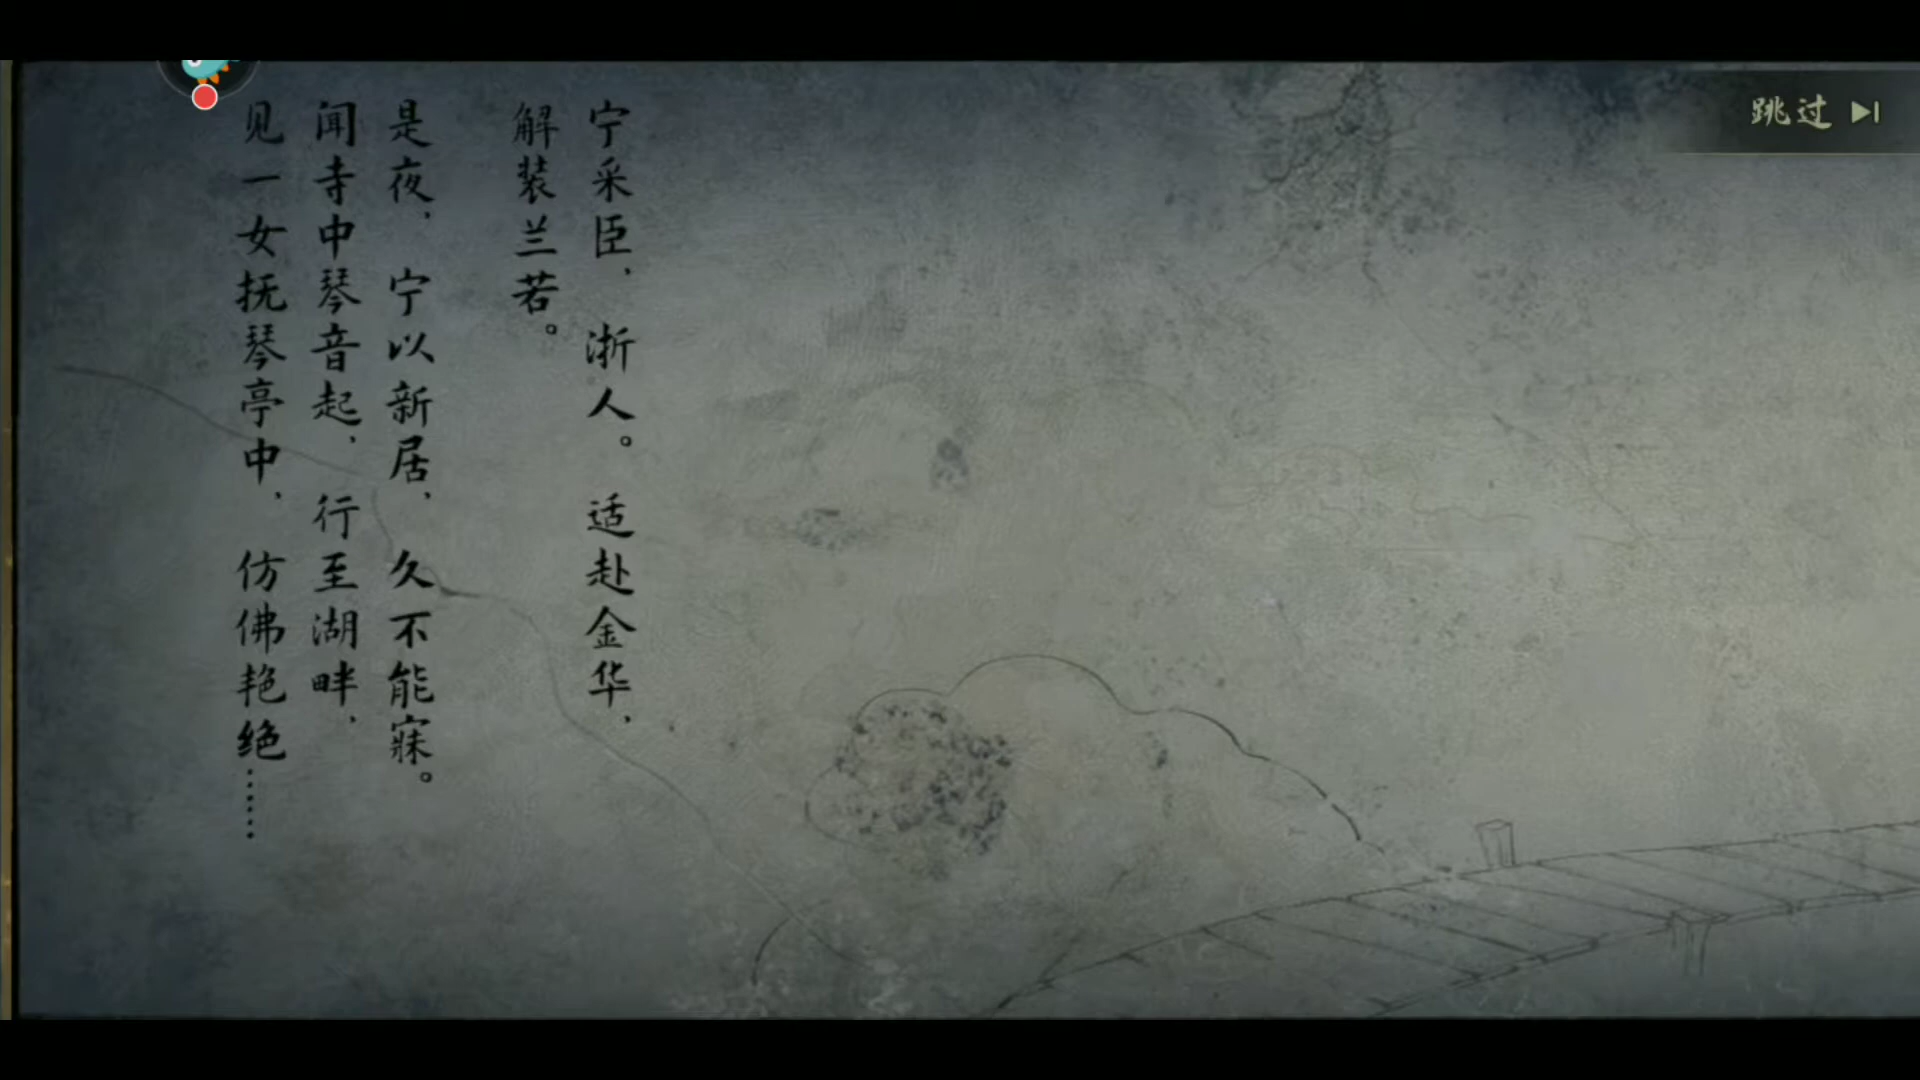 宁采臣，浙人。适赴金华，
解装兰若。
是夜，宁以新居，久不能寐。
闻寺中琴音起，行至湖畔，
见一女抚琴亭中，仿佛艳绝……
跳过